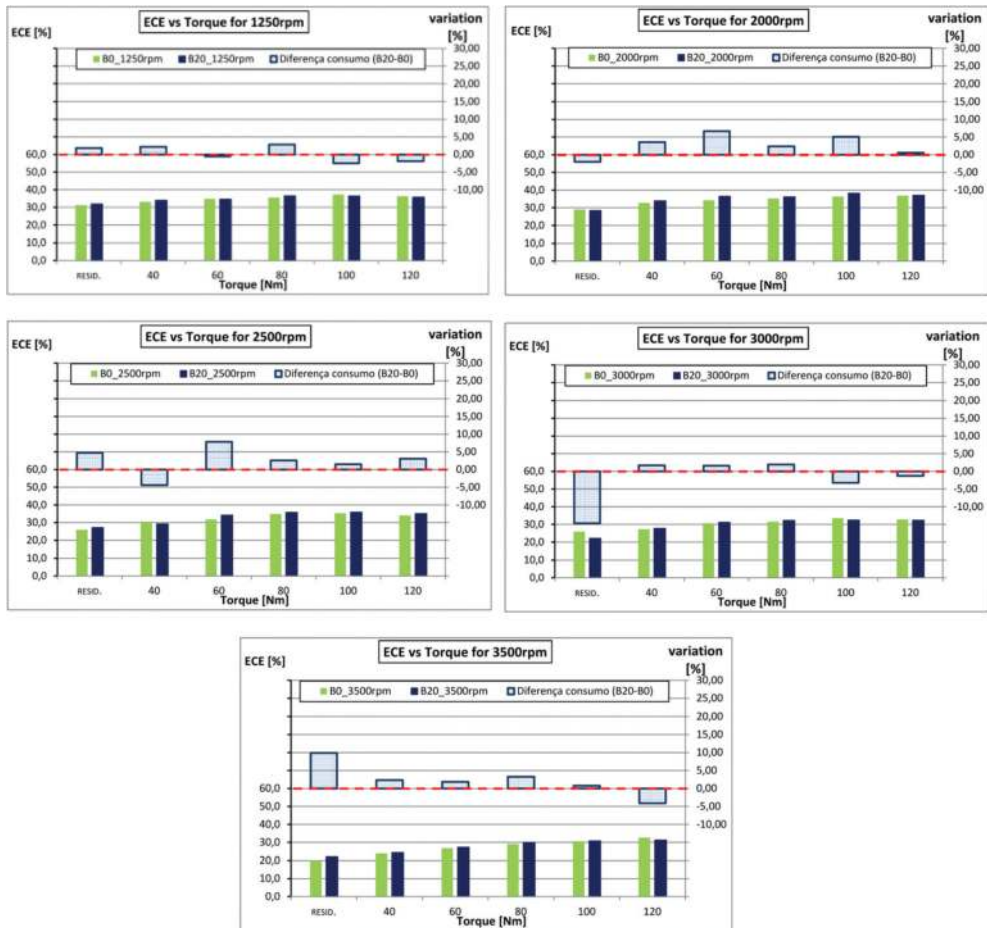 ECE vs Torque for 1250rpm
ECE [%]
variation [%]
B0_1250rpm B20_1250rpm Diferença consumo (B20-B0)
30,00
25,00
20,00
15,00
10,00
5,00
0,00
-5,00
-10,00
60,0
50,0
40,0
30,0
20,0
10,0
0,0
RESID. 40 60 80 100 120
Torque [Nm]
ECE vs Torque for 2000rpm
ECE [%]
variation [%]
B0_2000rpm B20_2000rpm Diferença consumo (B20-B0)
30,00
25,00
20,00
15,00
10,00
5,00
0,00
-5,00
-10,00
60,0
50,0
40,0
30,0
20,0
10,0
0,0
RESID. 40 60 80 100 120
Torque [Nm]
ECE vs Torque for 2500rpm
ECE [%]
variation
[%]
B0_2500rpm B20_2500rpm Diferença consumo (B20-B0)
30,00
25,00
20,00
15,00
10,00
5,00
0,00
-5,00
-10,00
60,0
50,0
40,0
30,0
20,0
10,0
0,0
RESID. 40 60 80 100 120
Torque [Nm]
ECE vs Torque for 3000rpm
ECE [%]
variation
[%]
B0_3000rpm B20_3000rpm Diferença consumo (B20-B0)
30,00
25,00
20,00
15,00
10,00
5,00
0,00
-5,00
-10,00
60,0
50,0
40,0
30,0
20,0
10,0
0,0
RESID. 40 60 80 100 120
Torque [Nm]
ECE vs Torque for 3500rpm
ECE [%]
variation
[%]
B0_3500rpm B20_3500rpm Diferença consumo (B20-B0)
30,00
25,00
20,00
15,00
10,00
5,00
0,00
-5,00
-10,00
60,0
50,0
40,0
30,0
20,0
10,0
0,0
RESID. 40 60 80 100 120
Torque [Nm]